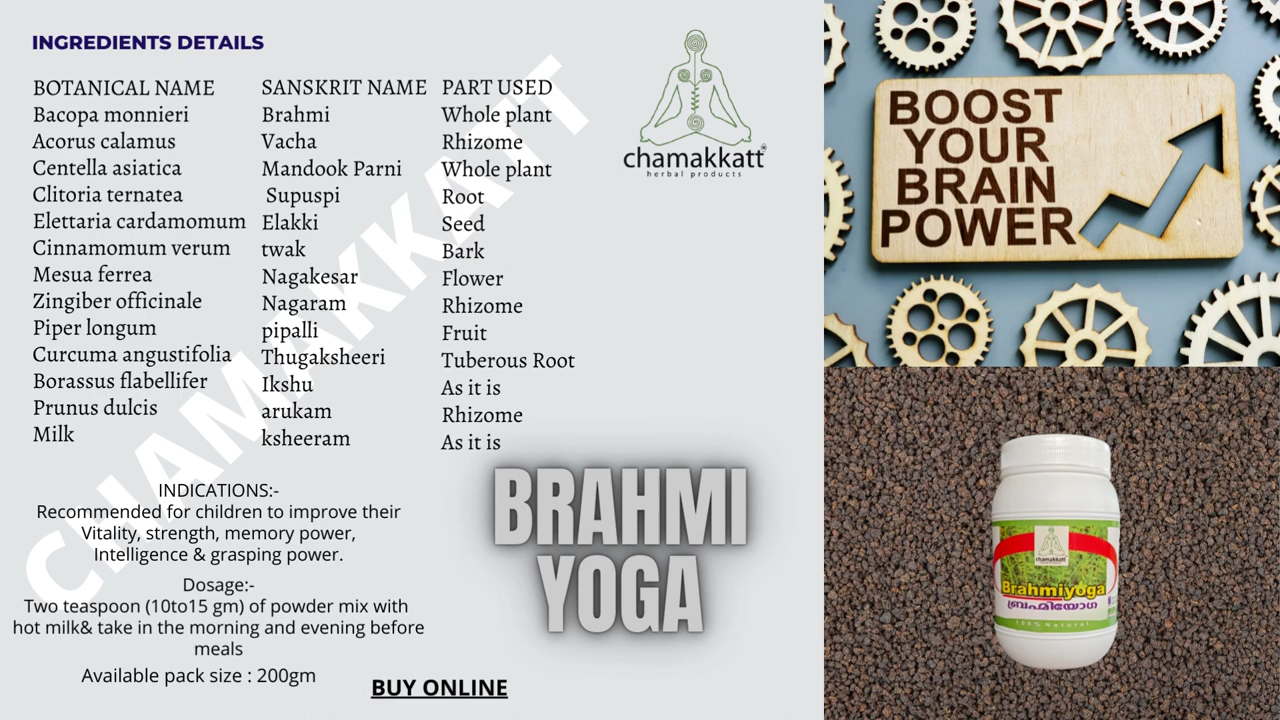 INGREDIENTS DETAILS
BOTANICAL NAME SANSKRIT NAME PART USED
Bacopa monnieri Brahmi Whole plant
Acorus calamus Vacha Rhizome
Centella asiatica Mandook Parni Whole plant
Clitoria ternatea Supuspi Root
Elettaria cardamomum Elakki Seed
Cinnamomum verum twak Bark
Mesua ferrea Nagakesar Flower
Zingiber officinale Nagaram Rhizome
Piper longum pipalli Fruit
Curcuma angustifolia Thugaksheeri Tuberous Root
Borassus flabellifer Ikshu As it is
Prunus dulcis arukam Rhizome
Milk ksheeram As it is
INDICATIONS:-
Recommended for children to improve their
Vitality, strength, memory power,
Intelligence & grasping power.
Dosage:-
Two teaspoon (10to15 gm) of powder mix with
hot milk& take in the morning and evening before
meals
Available pack size : 200gm
BUY ONLINE
CHAMAKKATT
chamakkatt®
herbal products
BRAHMI
YOGA
BOOST
YOUR
BRAIN
POWER
chamakkatt
Brahmiyoga
ബ്രഹ്മിയോഗ
100% Natural